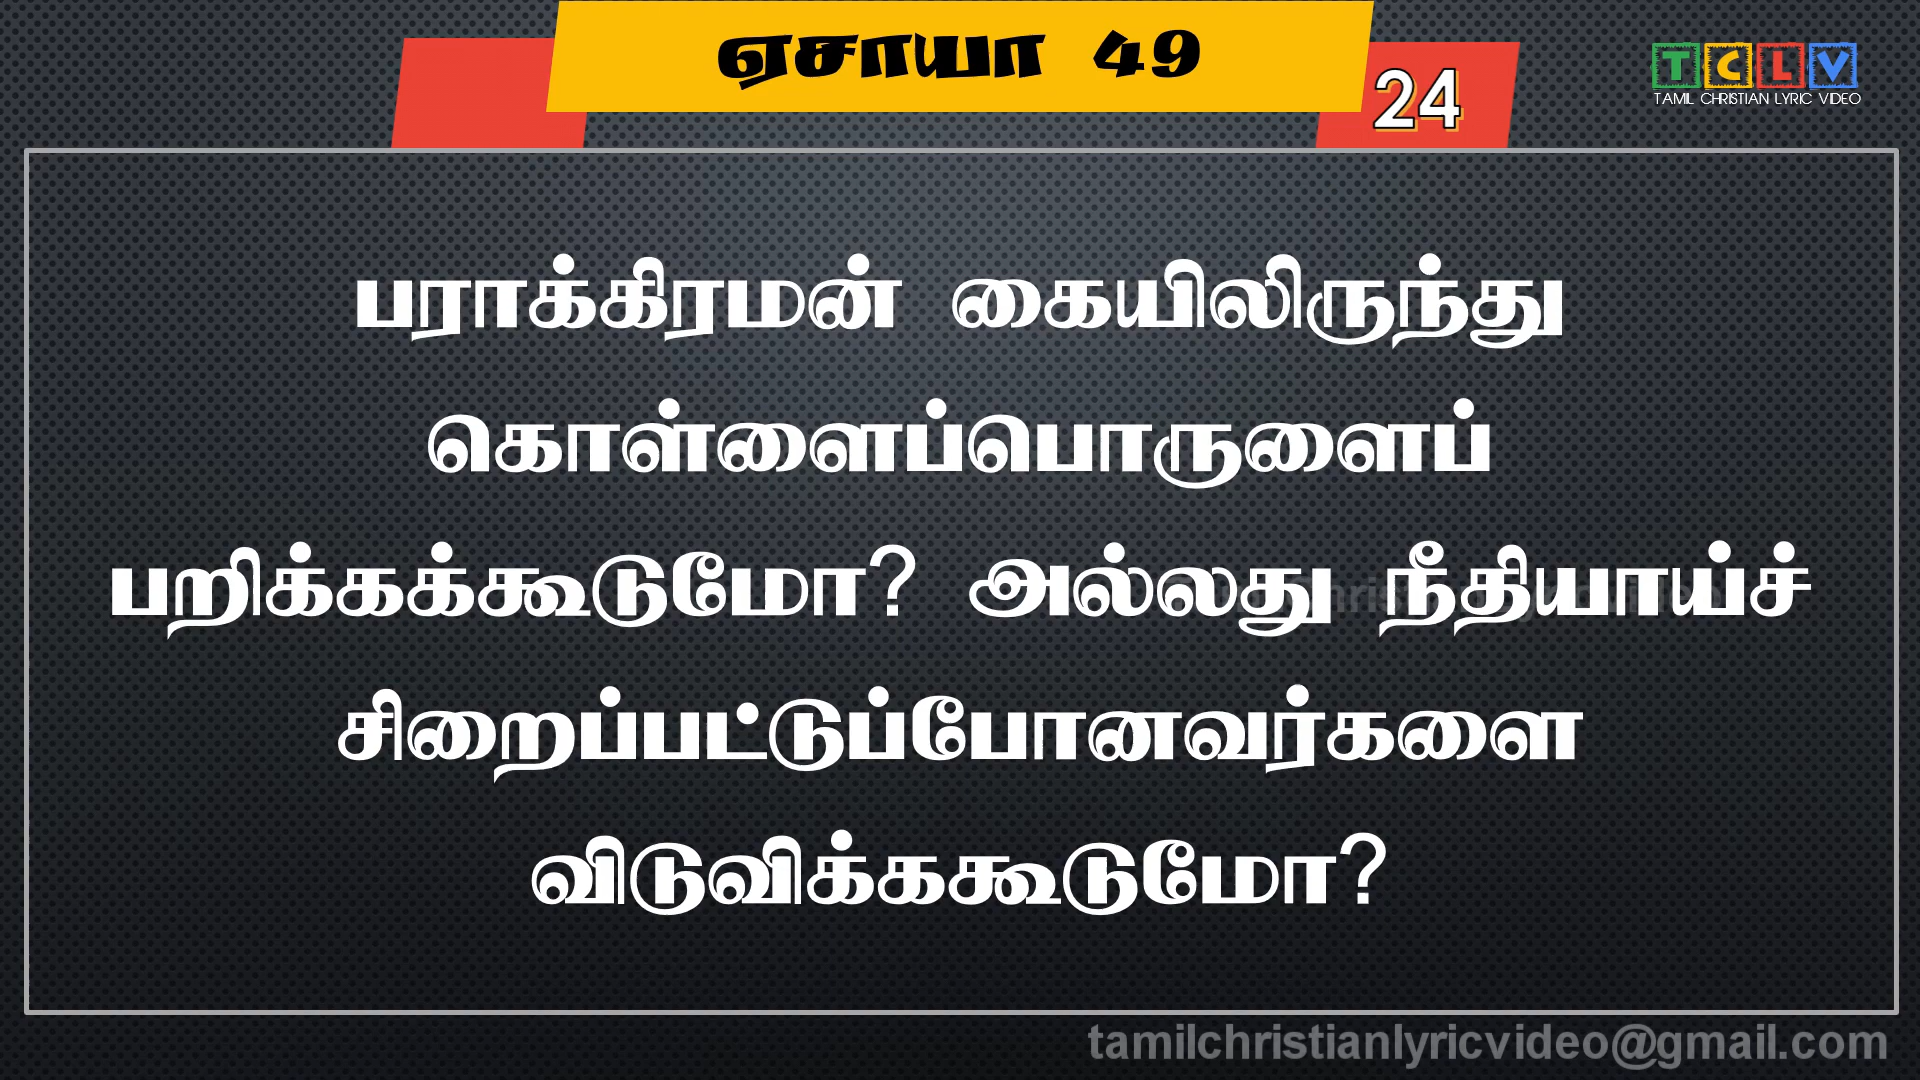 ஏசாயா 49
24
TCLV
TAMIL CHRISTIAN LYRIC VIDEO
பராக்கிரமன் கையிலிருந்து
கொள்ளைப்பொருளைப்
பறிக்கக்கூடுமோ? அல்லது நீதியாய்ச்
சிறைப்பட்டுப்போனவர்களை
விடுவிக்ககூடுமோ?
tamilchristianlyricvideo@gmail.com